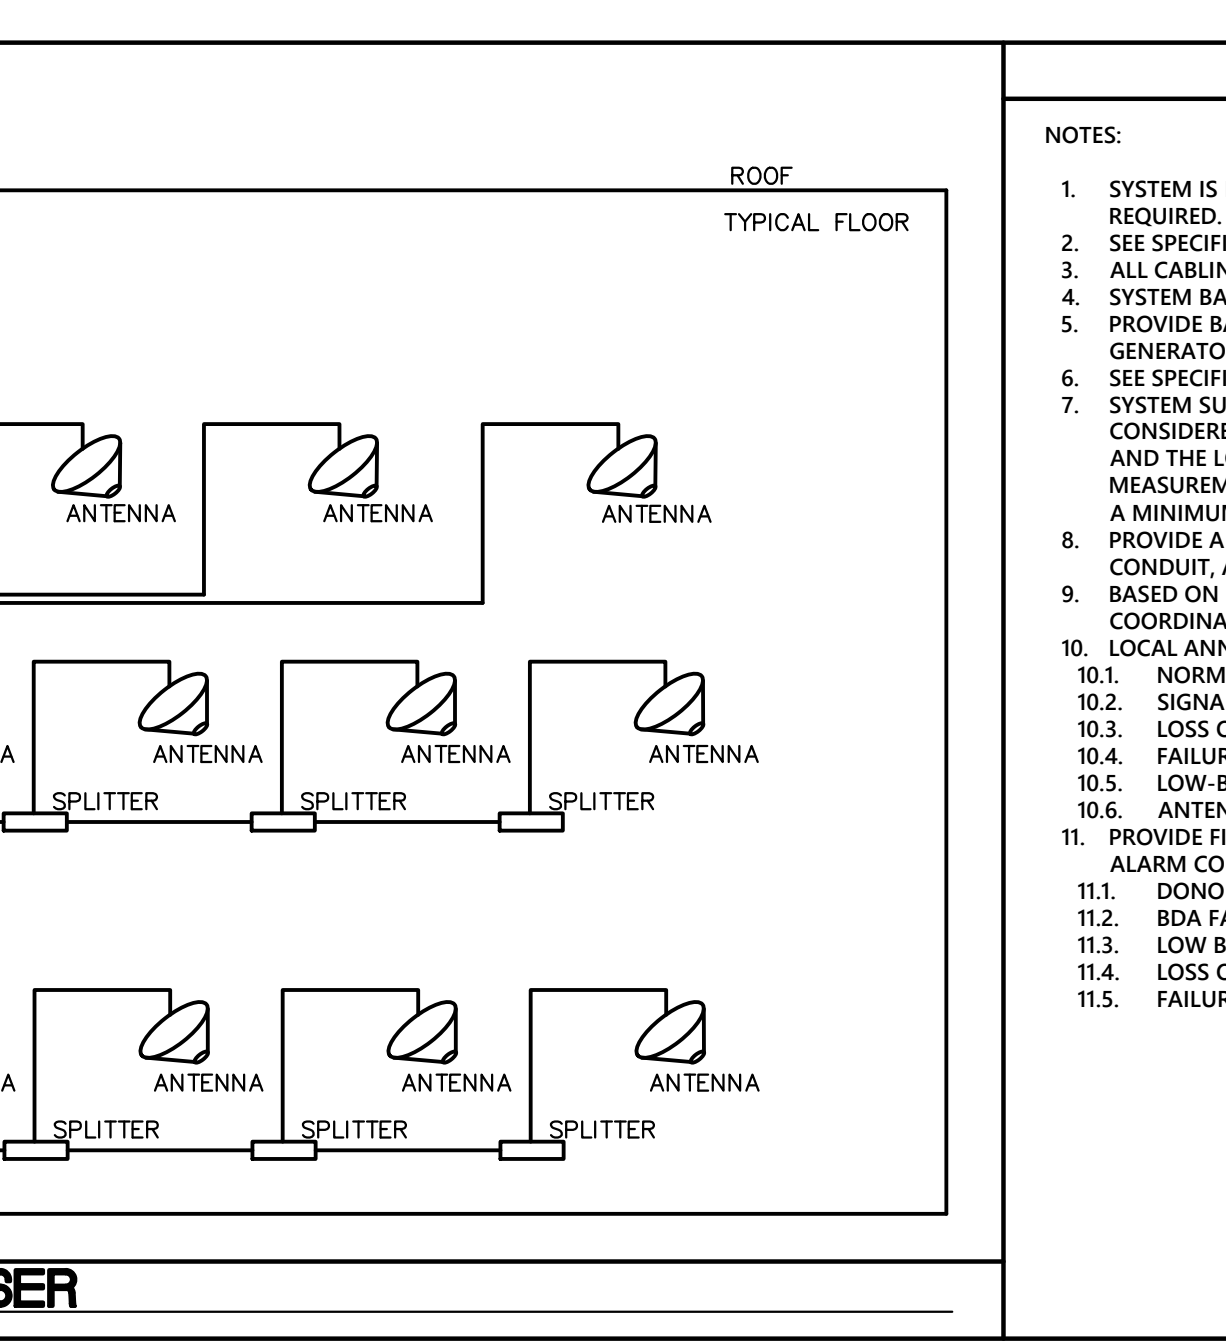 ROOF
TYPICAL FLOOR
ANTENNA ANTENNA ANTENNA
A ANTENNA ANTENNA ANTENNA
SPLITTER SPLITTER SPLITTER
A ANTENNA ANTENNA ANTENNA
SPLITTER SPLITTER SPLITTER
SER
NOTES:
1. SYSTEM IS
REQUIRED.
2. SEE SPECIFI
3. ALL CABLIN
4. SYSTEM BA
5. PROVIDE BA
GENERATO
6. SEE SPECIFI
7. SYSTEM SU
CONSIDERE
AND THE LO
MEASUREM
A MINIMUM
8. PROVIDE A
CONDUIT, A
9. BASED ON
COORDINA
10. LOCAL ANN
10.1. NORM
10.2. SIGNA
10.3. LOSS O
10.4. FAILUR
10.5. LOW-B
10.6. ANTEN
11. PROVIDE FI
ALARM CO
11.1. DONO
11.2. BDA FA
11.3. LOW B
11.4. LOSS O
11.5. FAILUR